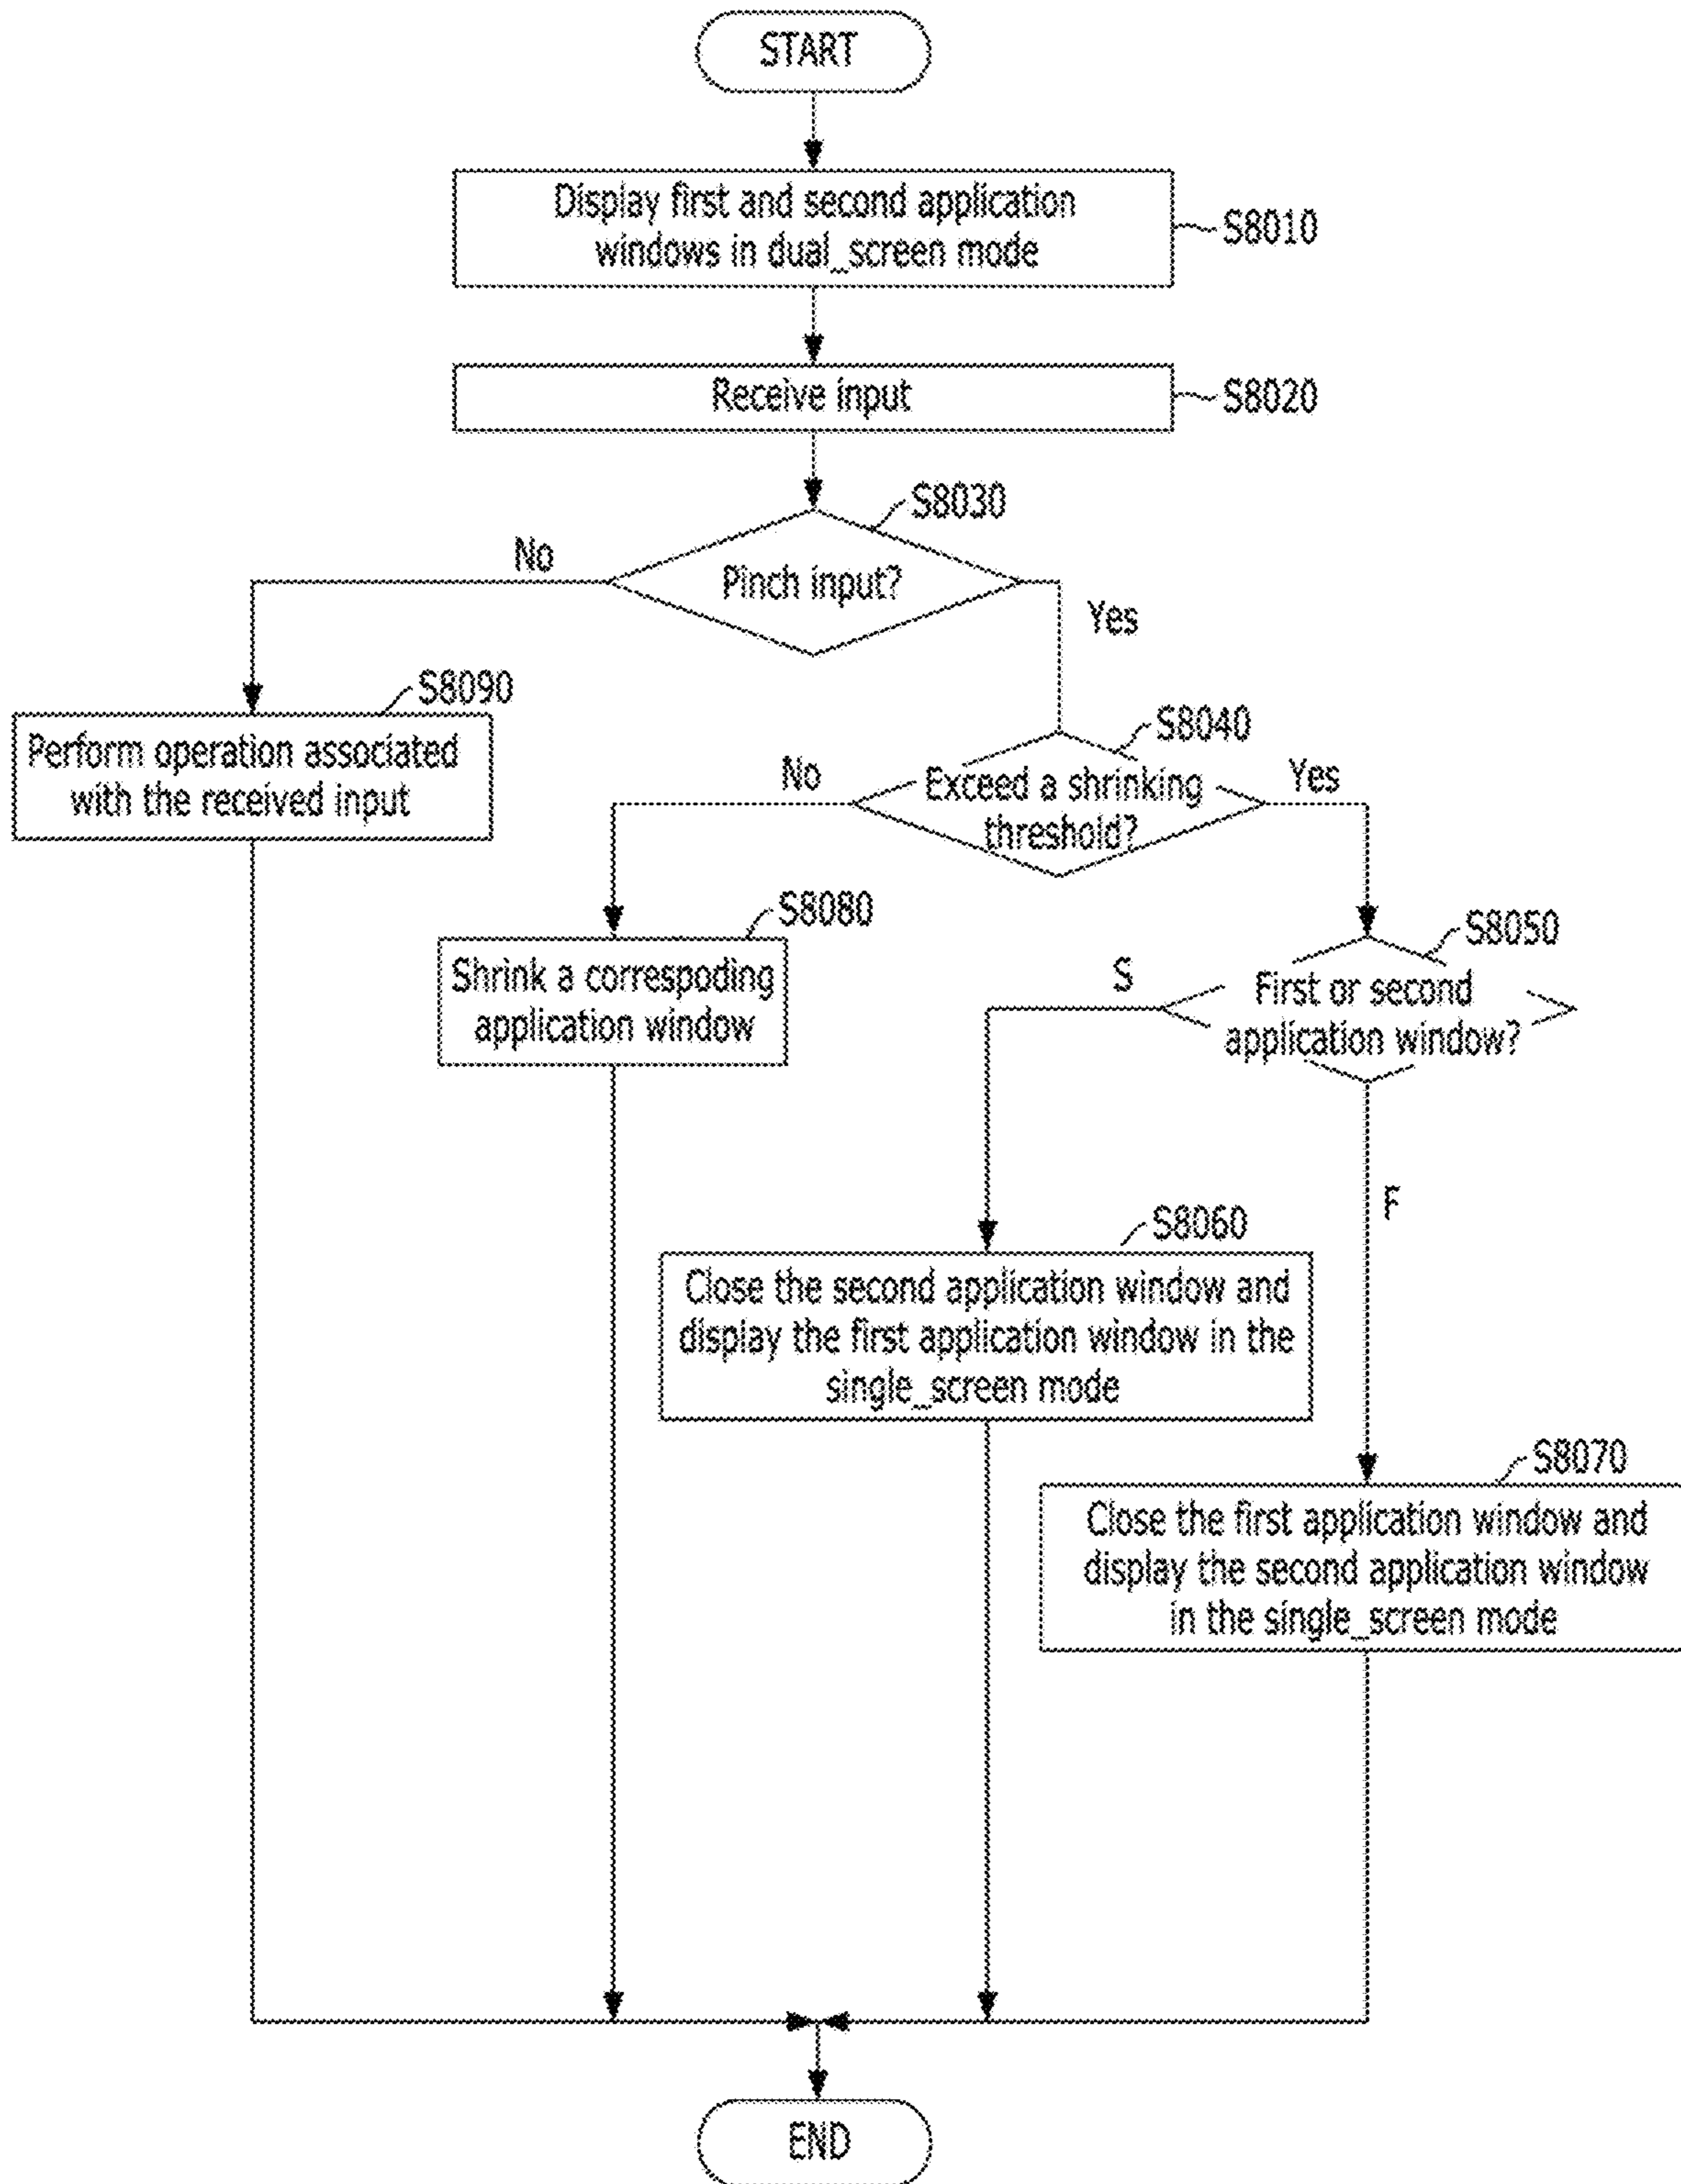 START
Display first and second application
windows in dual_screen mode
S8010
Receive input
S8020
S8030
No
Pinch input?
Yes
S8090
Perform operation associated
with the received input
S8040
No
Exceed a shrinking
threshold?
Yes
S8080
Shrink a correspoding
application window
S8050
S
First or second
application window?
F
S8060
Close the second application window and
display the first application window in the
single_screen mode
S8070
Close the first application window and
display the second application window
in the single_screen mode
END